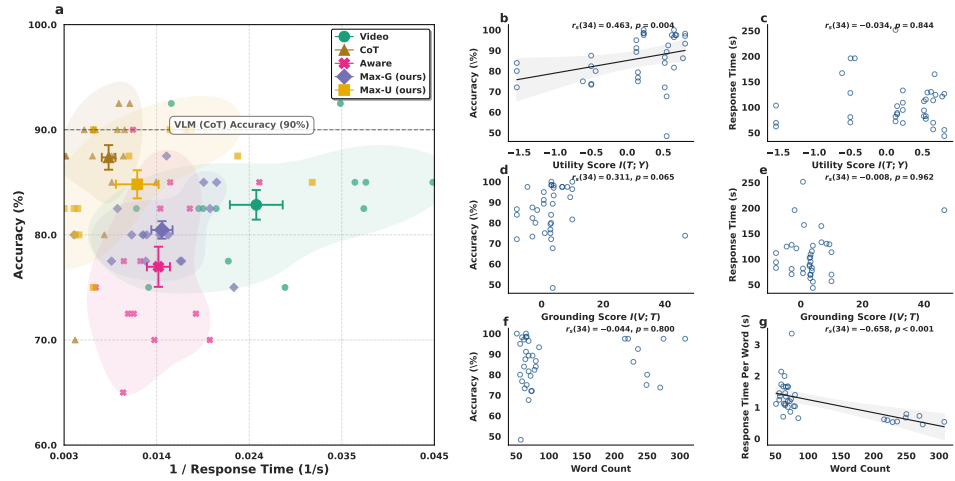 a
100.0
90.0
80.0
70.0
60.0
Accuracy (%)
0.003
0.014
0.025
0.035
0.045
1 / Response Time (1/s)
Video
CoT
Aware
Max-G (ours)
Max-U (ours)
VLM (CoT) Accuracy (90%)
b
rs(34) = 0.463, p = 0.004
100
90
80
70
60
50
Accuracy (\%)
−1.5
−1.0
−0.5
0.0
0.5
1.0
Utility Score I(T; Y)
c
rs(34) = −0.034, p = 0.844
250
200
150
100
50
Response Time (s)
−1.5
−1.0
−0.5
0.0
0.5
Utility Score I(T; Y)
d
rs(34) = 0.311, p = 0.065
100
90
80
70
60
50
Accuracy (\%)
0
20
40
Grounding Score I(V; T)
e
rs(34) = −0.008, p = 0.962
250
200
150
100
50
Response Time (s)
0
20
40
Grounding Score I(V; T)
f
rs(34) = −0.044, p = 0.800
100
90
80
70
60
50
Accuracy (\%)
50
100
150
200
250
300
Word Count
g
rs(34) = −0.658, p < 0.001
3
2
1
0
Response Time Per Word (s)
50
100
150
200
250
300
Word Count